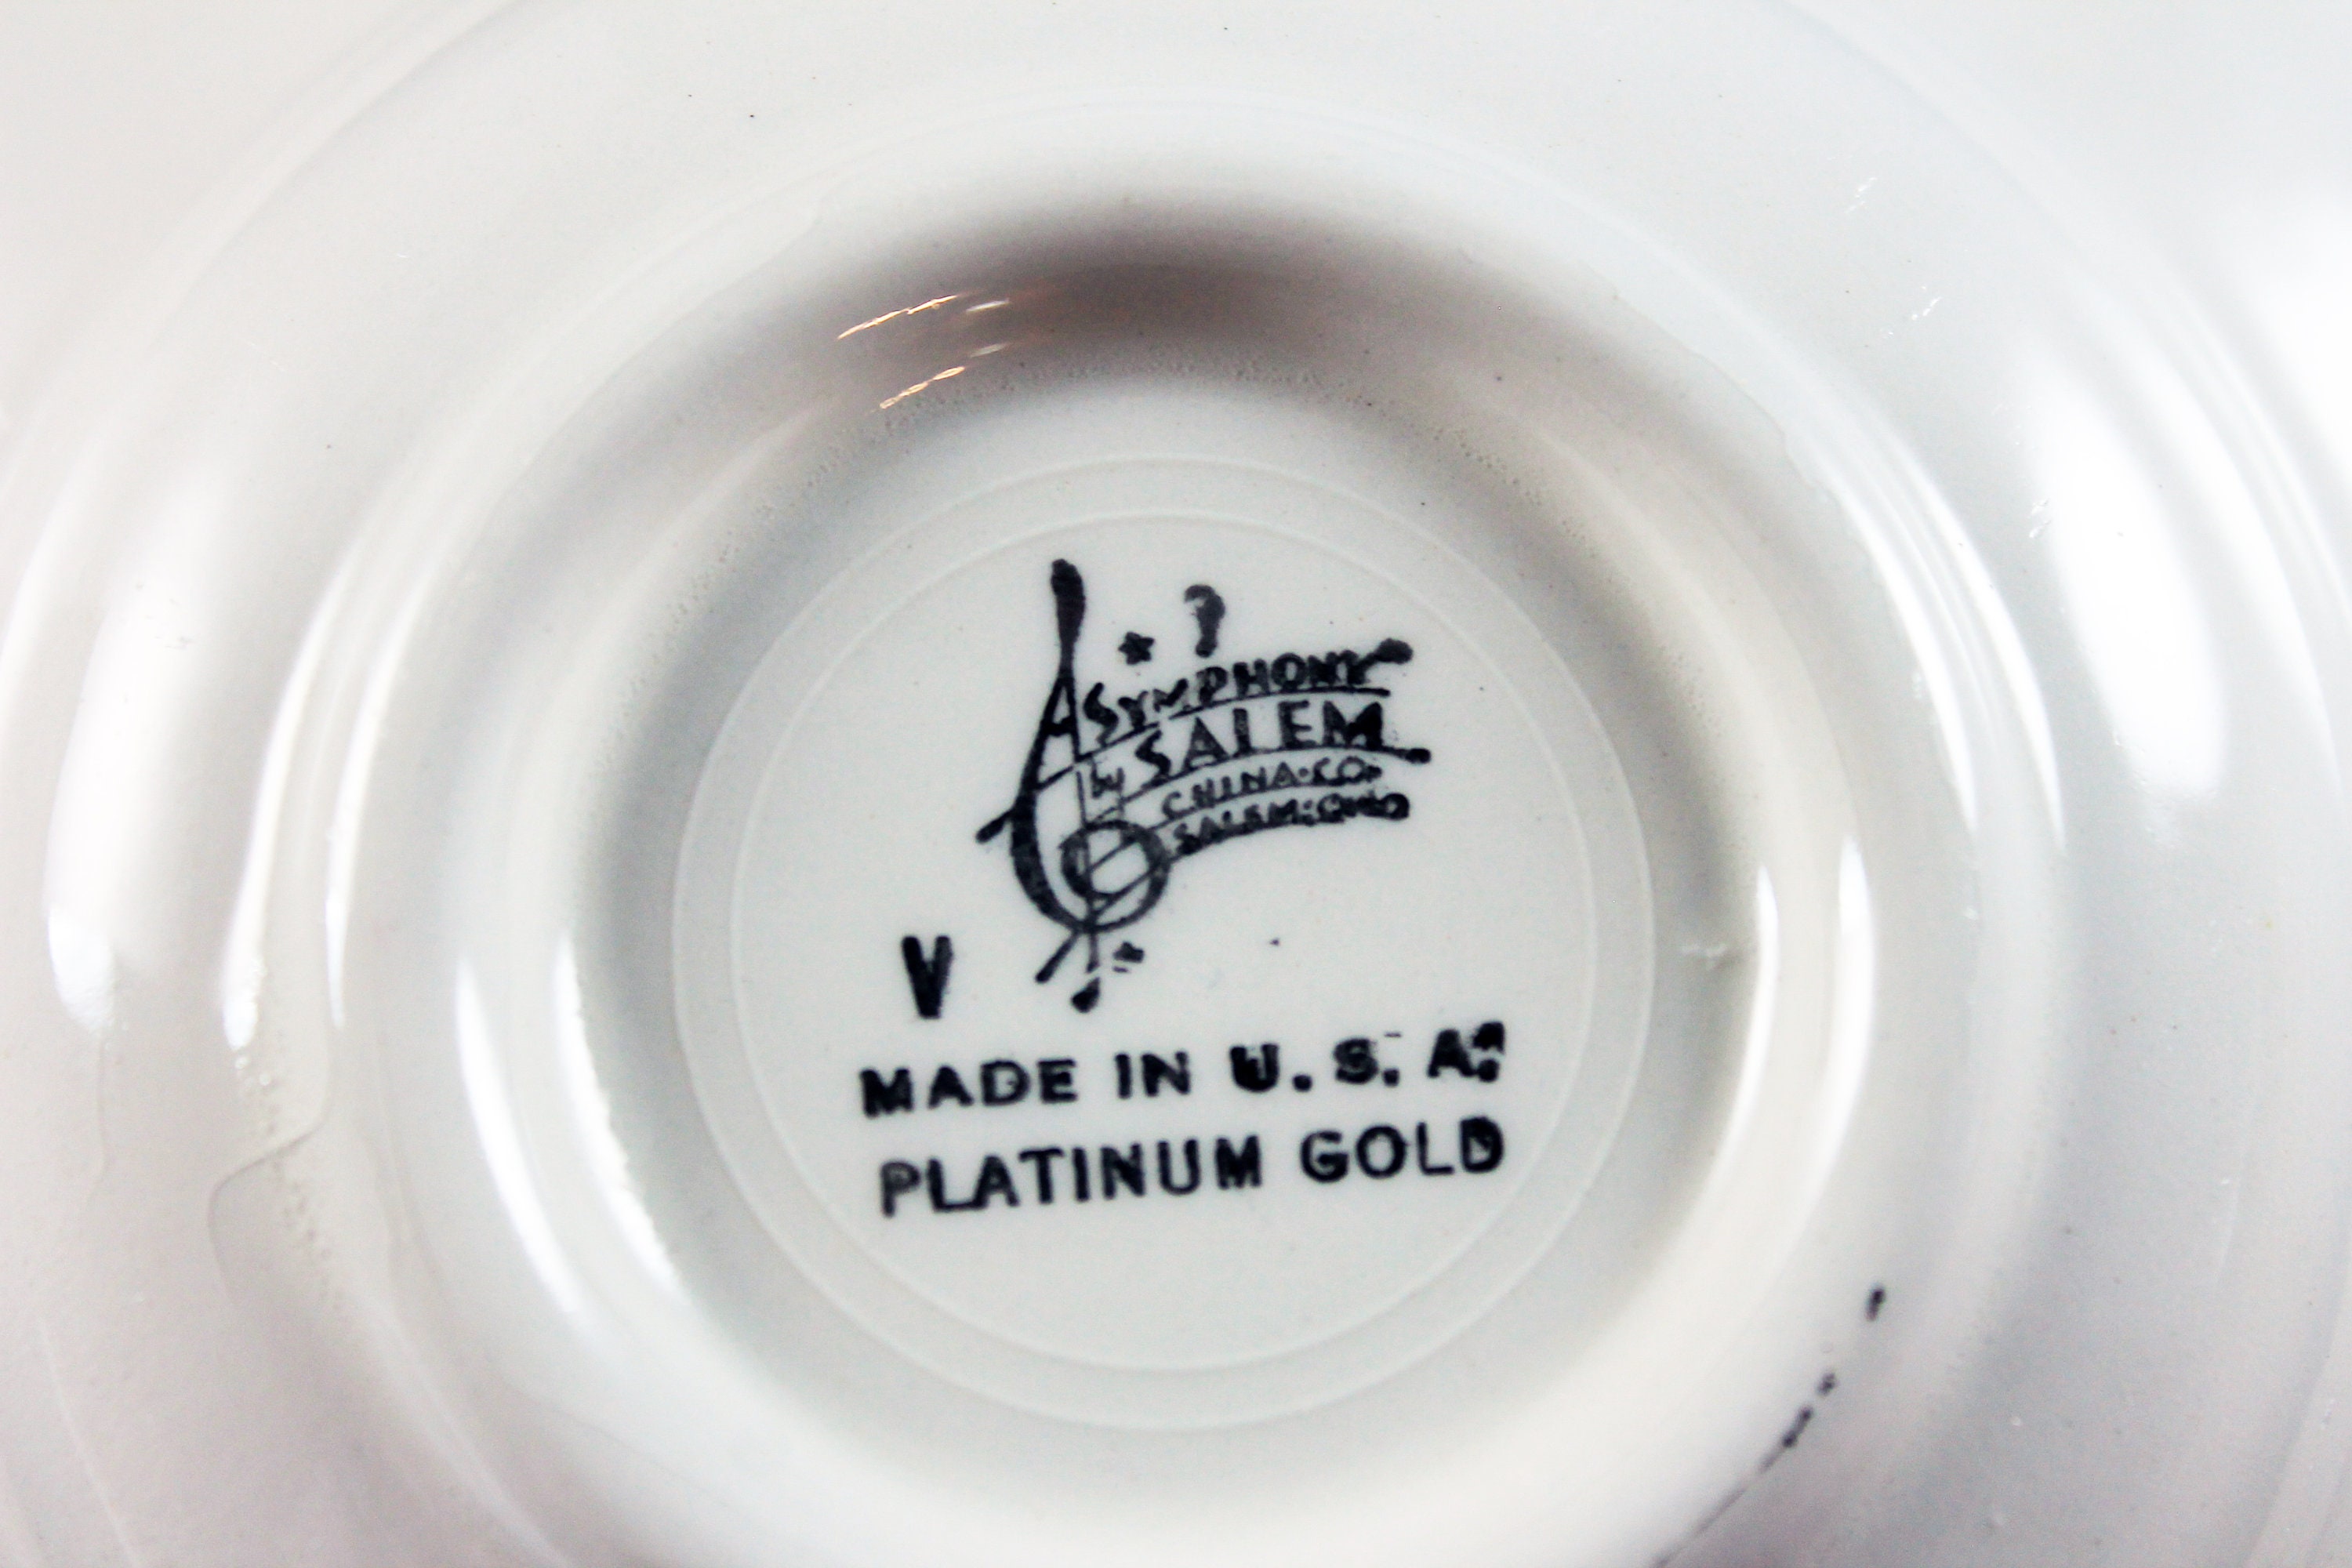 A SYMPHONY
by SALEM
CHINA·CO.
SALEM·OHIO
V
MADE IN U.S.A.
PLATINUM GOLD